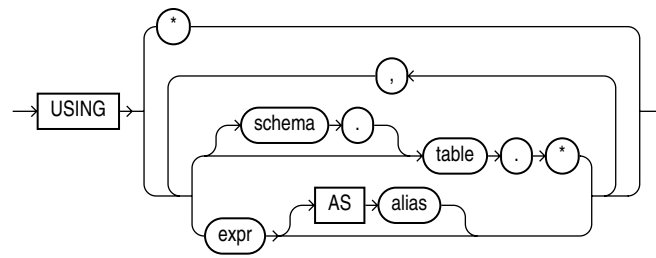 *
,
USING
schema .
table . *
AS alias
expr